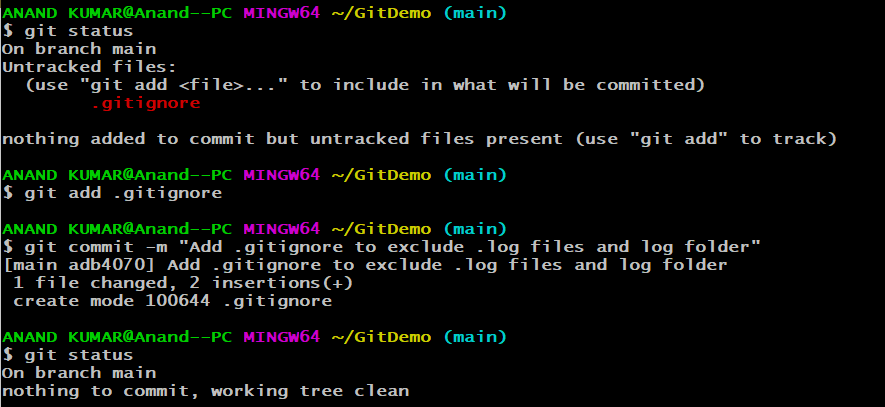 ANAND KUMAR@Anand--PC MINGW64 ~/GitDemo (main)
$ git status
On branch main
Untracked files:
  (use "git add <file>..." to include in what will be committed)
        .gitignore

nothing added to commit but untracked files present (use "git add" to track)

ANAND KUMAR@Anand--PC MINGW64 ~/GitDemo (main)
$ git add .gitignore

ANAND KUMAR@Anand--PC MINGW64 ~/GitDemo (main)
$ git commit -m "Add .gitignore to exclude .log files and log folder"
[main adb4070] Add .gitignore to exclude .log files and log folder
 1 file changed, 2 insertions(+)
 create mode 100644 .gitignore

ANAND KUMAR@Anand--PC MINGW64 ~/GitDemo (main)
$ git status
On branch main
nothing to commit, working tree clean